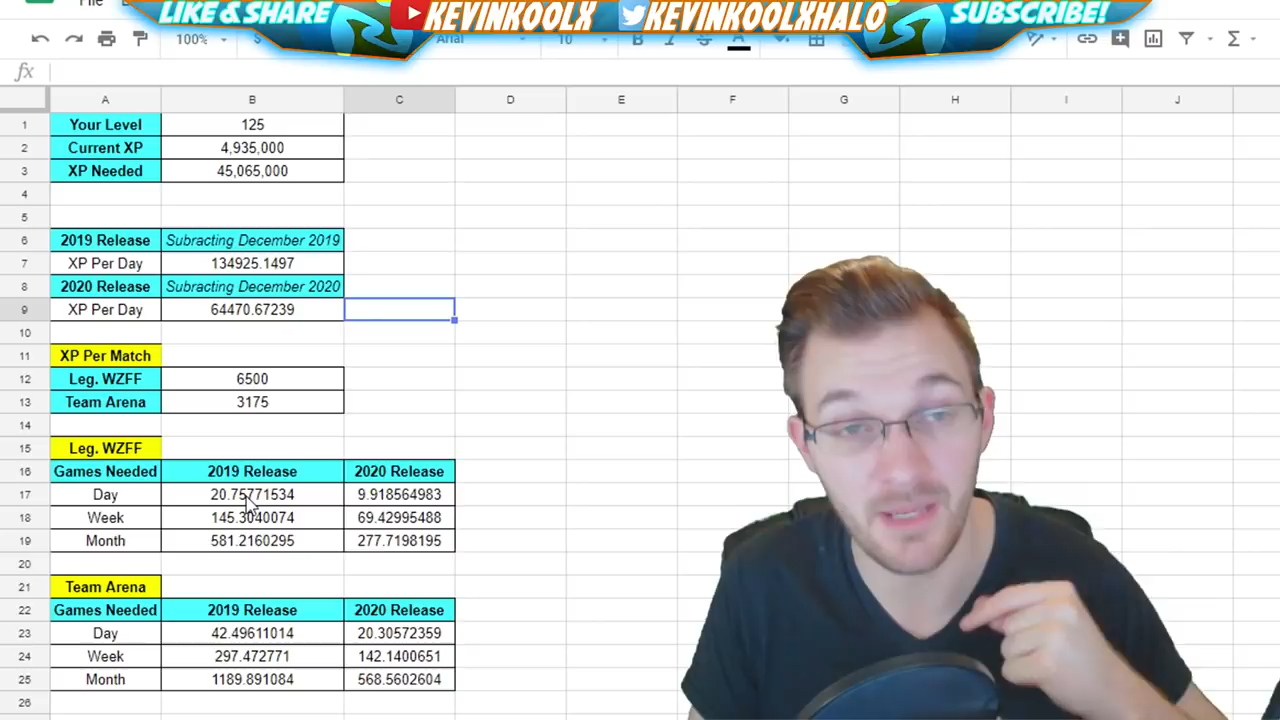 LIKE & SHARE KEVINKOOLX KEVINKOOLXHALO SUBSCRIBE!
100% $ Arial 10 B I S A Σ
fx
A B C D E F G H I J
1 Your Level 125
2 Current XP 4,935,000
3 XP Needed 45,065,000
4
5
6 2019 Release Subracting December 2019
7 XP Per Day 134925.1497
8 2020 Release Subracting December 2020
9 XP Per Day 64470.67239
10
11 XP Per Match
12 Leg. WZFF 6500
13 Team Arena 3175
14
15 Leg. WZFF
16 Games Needed 2019 Release 2020 Release
17 Day 20.75771534 9.918564983
18 Week 145.3040074 69.42995488
19 Month 581.2160295 277.7198195
20
21 Team Arena
22 Games Needed 2019 Release 2020 Release
23 Day 42.49611014 20.30572359
24 Week 297.472771 142.1400651
25 Month 1189.891084 568.5602604
26